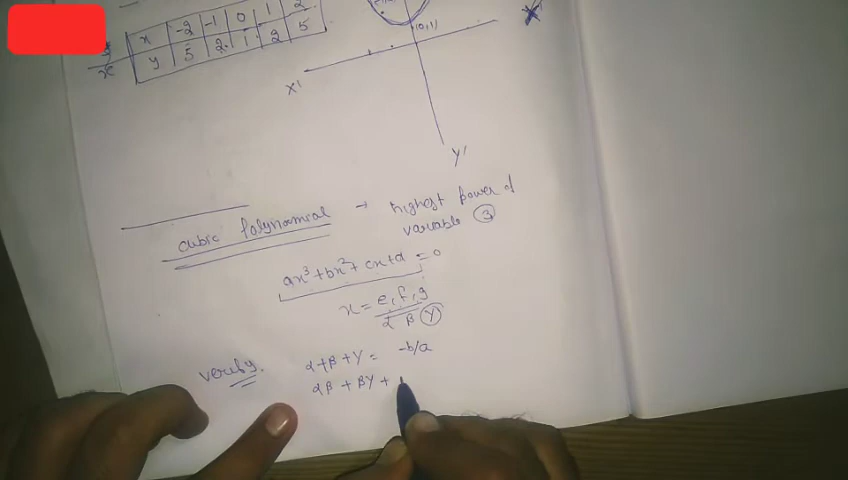 x -2 -1 0 1 2
y 5 2 1 2 5
(0,1)
X'
Y'
cubic Polynomial → highest power of
variable 3
ax³+bx²+cx+d = 0
x = e, f, g
α β γ
verify. α+β+γ = -b/a
αβ + βγ +